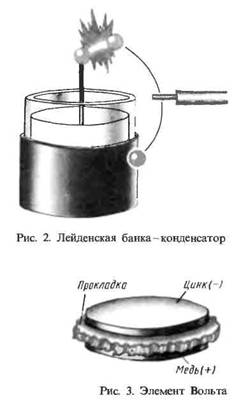 Рис. 2. Лейденская банка–конденсатор
Прокладка
Цинк(–)
Медь(+)
Рис. 3. Элемент Вольта